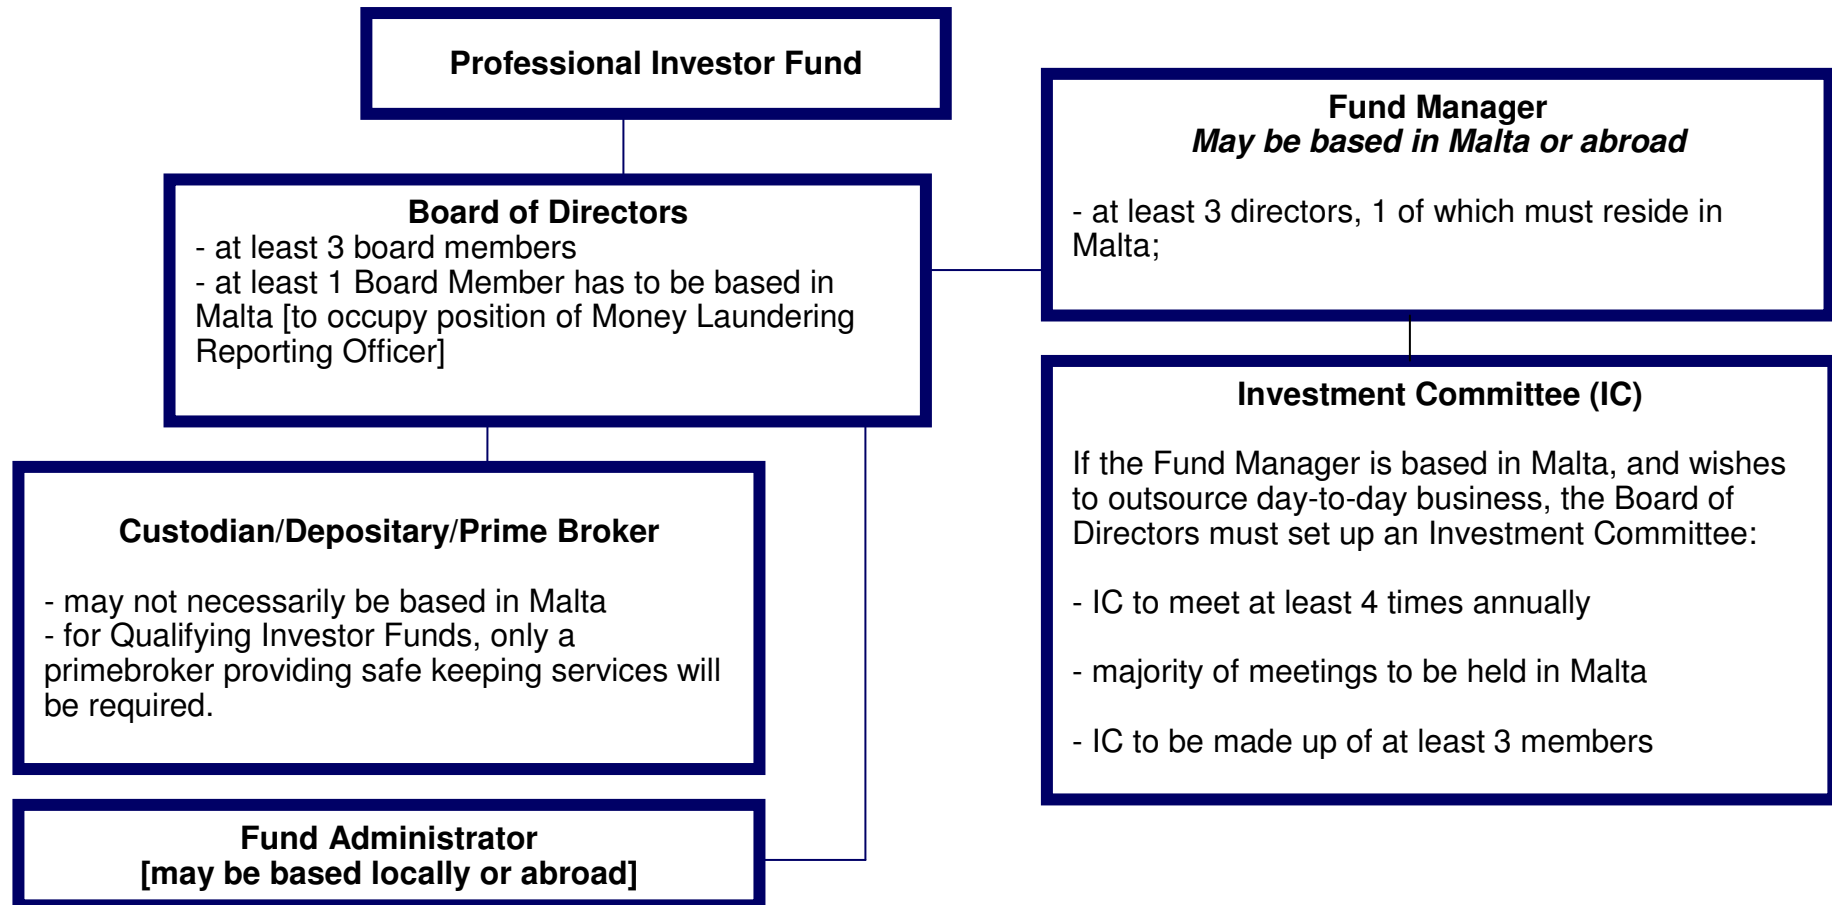 Professional Investor Fund
Board of Directors
- at least 3 board members
- at least 1 Board Member has to be based in
Malta [to occupy position of Money Laundering
Reporting Officer]
Fund Manager
May be based in Malta or abroad
- at least 3 directors, 1 of which must reside in
Malta;
Investment Committee (IC)
If the Fund Manager is based in Malta, and wishes
to outsource day-to-day business, the Board of
Directors must set up an Investment Committee:
- IC to meet at least 4 times annually
- majority of meetings to be held in Malta
- IC to be made up of at least 3 members
Custodian/Depositary/Prime Broker
- may not necessarily be based in Malta
- for Qualifying Investor Funds, only a
primebroker providing safe keeping services will
be required.
Fund Administrator
[may be based locally or abroad]